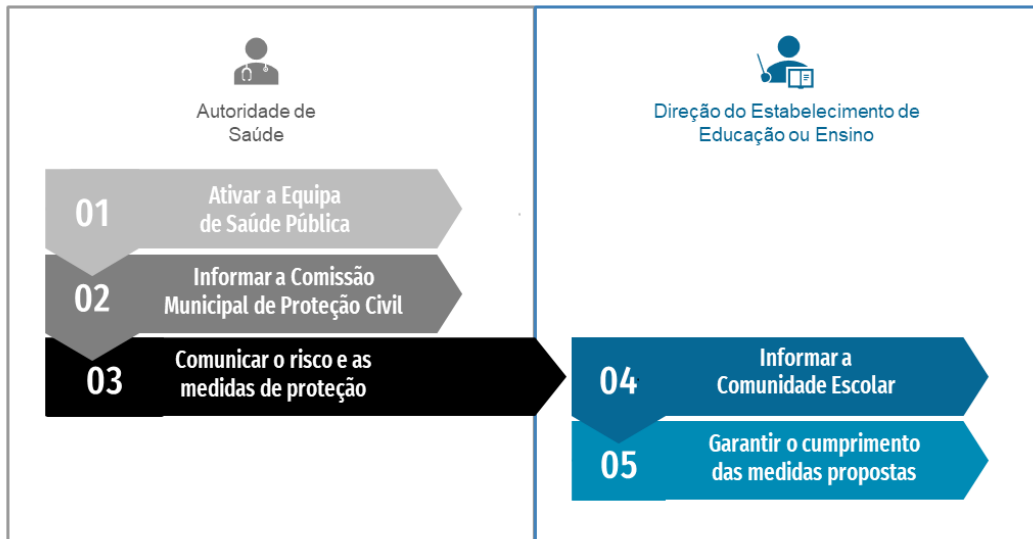 Autoridade de
Saúde
Direção do Estabelecimento de
Educação ou Ensino
01
Ativar a Equipa
de Saúde Pública
02
Informar a Comissão
Municipal de Proteção Civil
03
Comunicar o risco e as
medidas de proteção
04
Informar a
Comunidade Escolar
05
Garantir o cumprimento
das medidas propostas